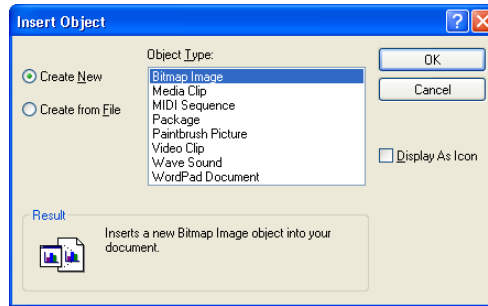 Insert Object
Create New
Create from File
Object Type:
Bitmap Image
Media Clip
MIDI Sequence
Package
Paintbrush Picture
Video Clip
Wave Sound
WordPad Document
OK
Cancel
Display As Icon
Result
Inserts a new Bitmap Image object into your
document.